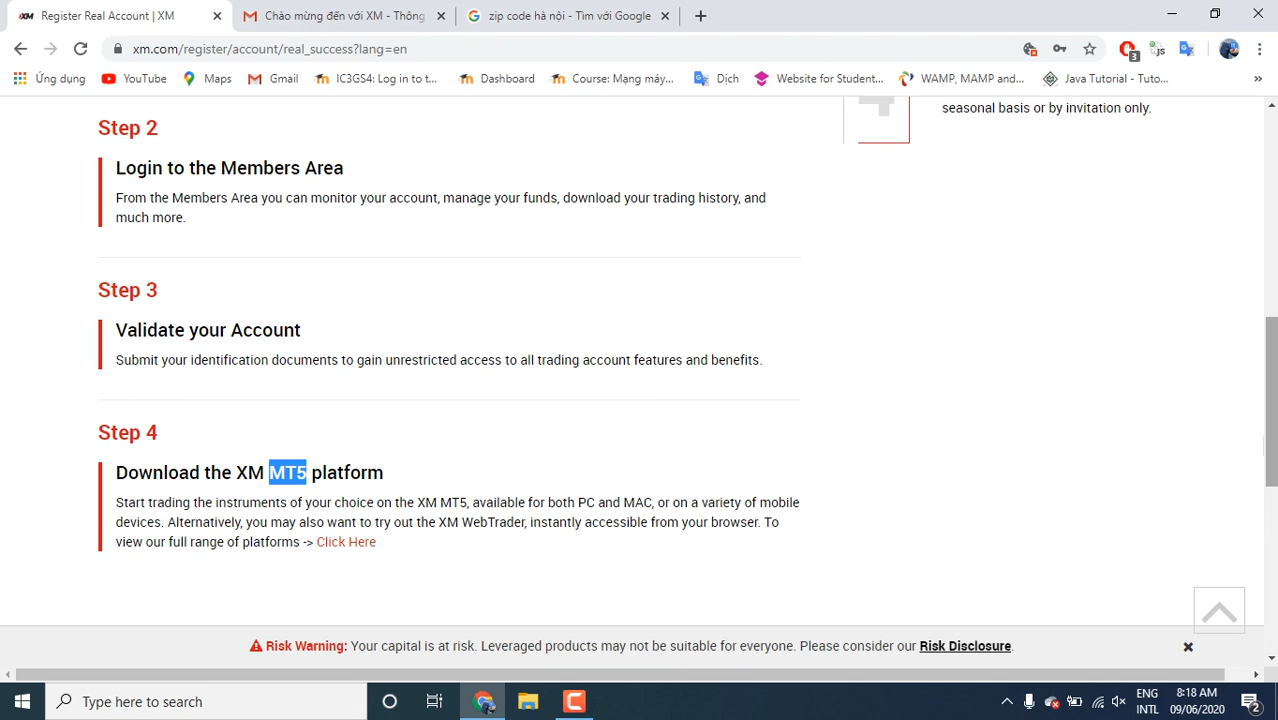 Register Real Account | XM
Chào mừng đến với XM - Thông
zip code hà nội - Tìm với Google
xm.com/register/account/real_success?lang=en
3
Ứng dụng
YouTube
Maps
Gmail
IC3GS4: Log in to t...
Dashboard
Course: Mạng máy...
Dịch
Website for Student...
WAMP, MAMP and...
Java Tutorial - Tuto...
»
seasonal basis or by invitation only.
Step 2
Login to the Members Area
From the Members Area you can monitor your account, manage your funds, download your trading history, and
much more.
Step 3
Validate your Account
Submit your identification documents to gain unrestricted access to all trading account features and benefits.
Step 4
Download the XM MT5 platform
Start trading the instruments of your choice on the XM MT5, available for both PC and MAC, or on a variety of mobile
devices. Alternatively, you may also want to try out the XM WebTrader, instantly accessible from your browser. To
view our full range of platforms -> Click Here
Risk Warning: Your capital is at risk. Leveraged products may not be suitable for everyone. Please consider our Risk Disclosure.
Type here to search
ENG
INTL
8:18 AM
09/06/2020
2